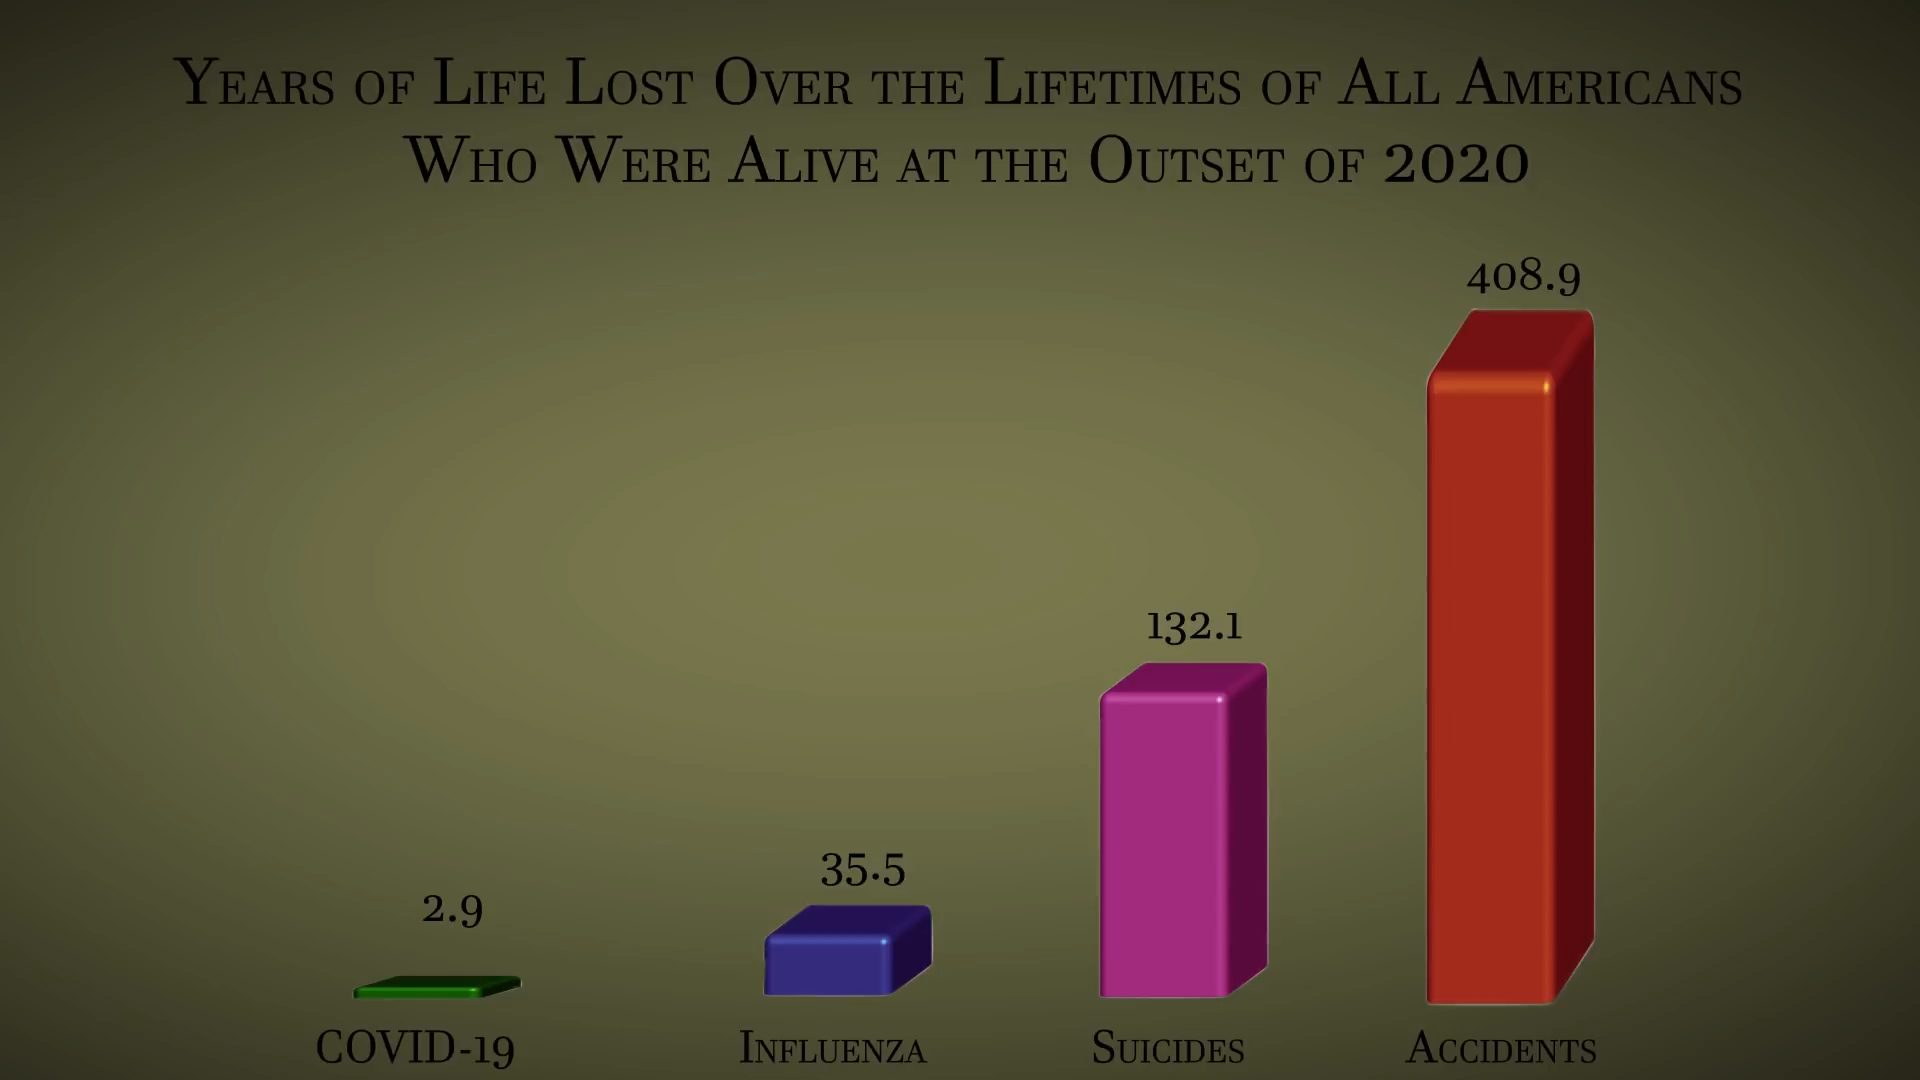 Years of Life Lost Over the Lifetimes of All Americans
Who Were Alive at the Outset of 2020
408.9
132.1
35.5
2.9
COVID-19
Influenza
Suicides
Accidents